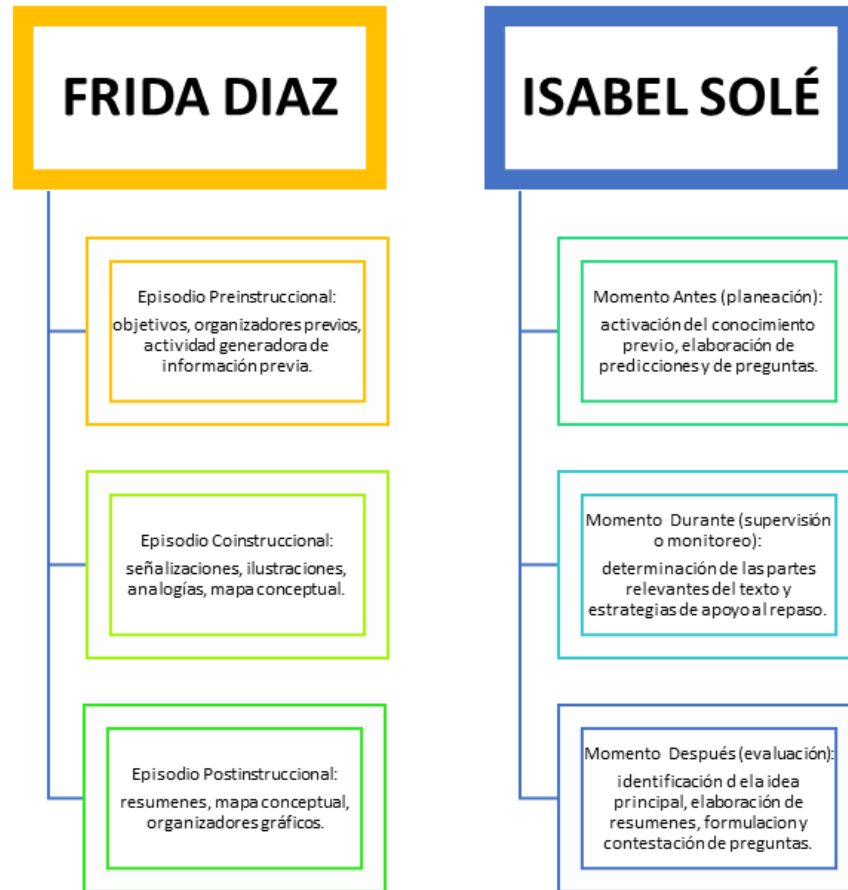 FRIDA DIAZ
Episodio Preinstruccional:
objetivos, organizadores previos,
actividad generadora de
información previa.
Episodio Coinstruccional:
señalizaciones, ilustraciones,
analogías, mapa conceptual.
Episodio Postinstruccional:
resumenes, mapa conceptual,
organizadores gráficos.
ISABEL SOLÉ
Momento Antes (planeación):
activación del conocimiento
previo, elaboración de
predicciones y de preguntas.
Momento Durante (supervisión
o monitoreo):
determinación de las partes
relevantes del texto y
estrategias de apoyo al repaso.
Momento Después (evaluación):
identificación d ela idea
principal, elaboración de
resumenes, formulacion y
contestación de preguntas.